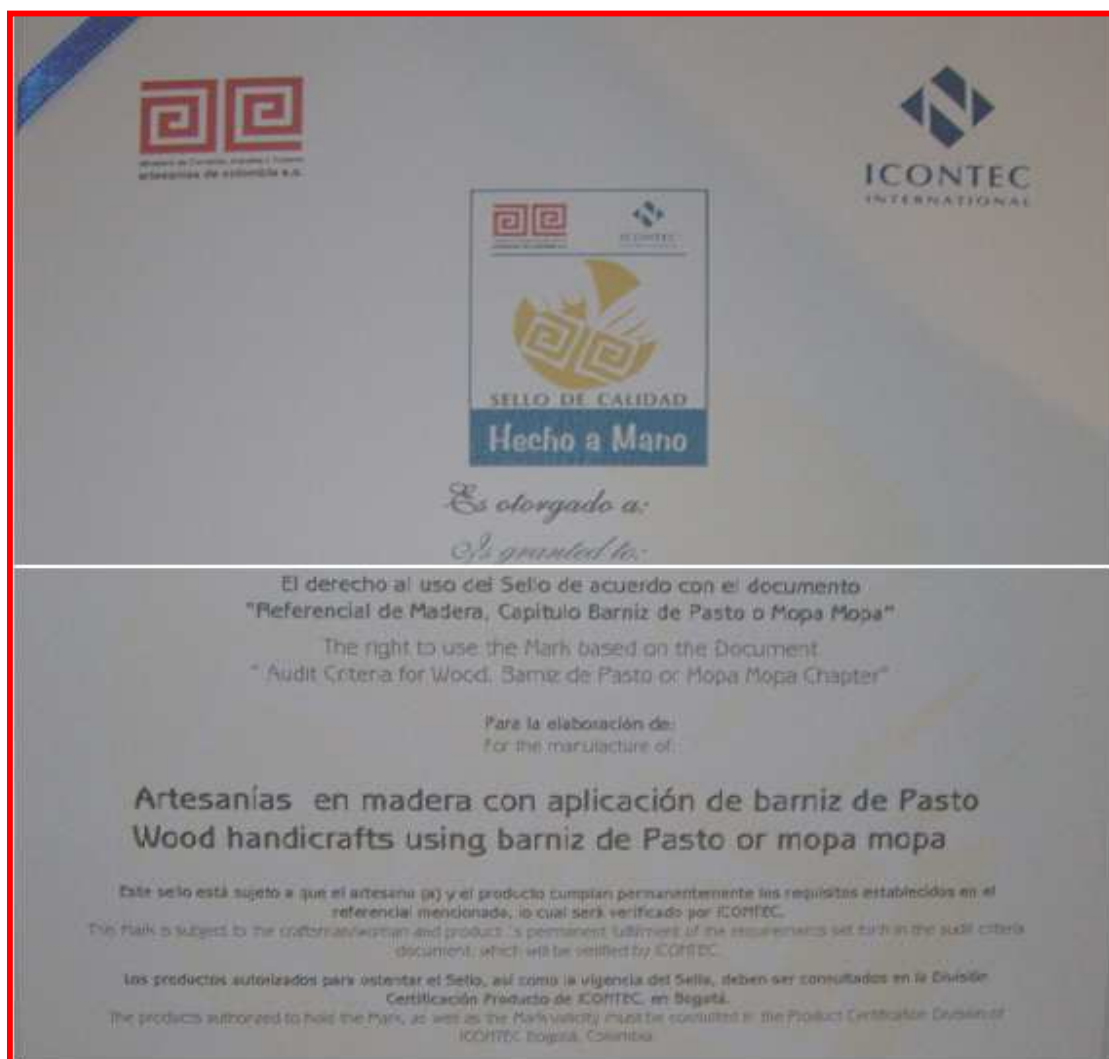 Ministerio de Comercio, Industria y Turismo
artesanías de colombia s.a.
ICONTEC
INTERNATIONAL
ICONTEC
SELLO DE CALIDAD
Hecho a Mano
Es otorgado a:
Is granted to:
El derecho al uso del Sello de acuerdo con el documento
"Referencial de Madera, Capítulo Barniz de Pasto o Mopa Mopa"
The right to use the Mark based on the Document
" Audit Criteria for Wood, Barniz de Pasto or Mopa Mopa Chapter"
Para la elaboración de:
For the manufacture of:
Artesanías en madera con aplicación de barniz de Pasto
Wood handicrafts using barniz de Pasto or mopa mopa
Este sello está sujeto a que el artesano (a) y el producto cumplan permanentemente los requisitos establecidos en el
referencial mencionado, lo cual será verificado por ICONTEC.
This Mark is subject to the craftsman/woman and product ´s permanent fulfilment of the requirements set forth in the audit criteria
document, which will be verified by ICONTEC.
Los productos autorizados para ostentar el Sello, así como la vigencia del Sello, deben ser consultados en la División
Certificación Producto de ICONTEC, en Bogotá.
The products authorized to hold the Mark, as well as the Mark validity must be consulted in the Product Certification Division of
ICONTEC Bogotá, Colombia.